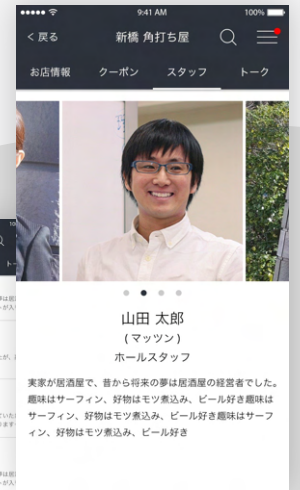 9:41 AM
100%
< 戻る
新橋 角打ち屋
お店情報
クーポン
スタッフ
トーク
山田 太郎
( マッツン )
ホールスタッフ
実家が居酒屋で、昔から将来の夢は居酒屋の経営者でした。
趣味はサーフィン、好物はモツ煮込み、ビール好き趣味は
サーフィン、好物はモツ煮込み、ビール好き趣味はサーフ
ィン、好物はモツ煮込み、ビール好き